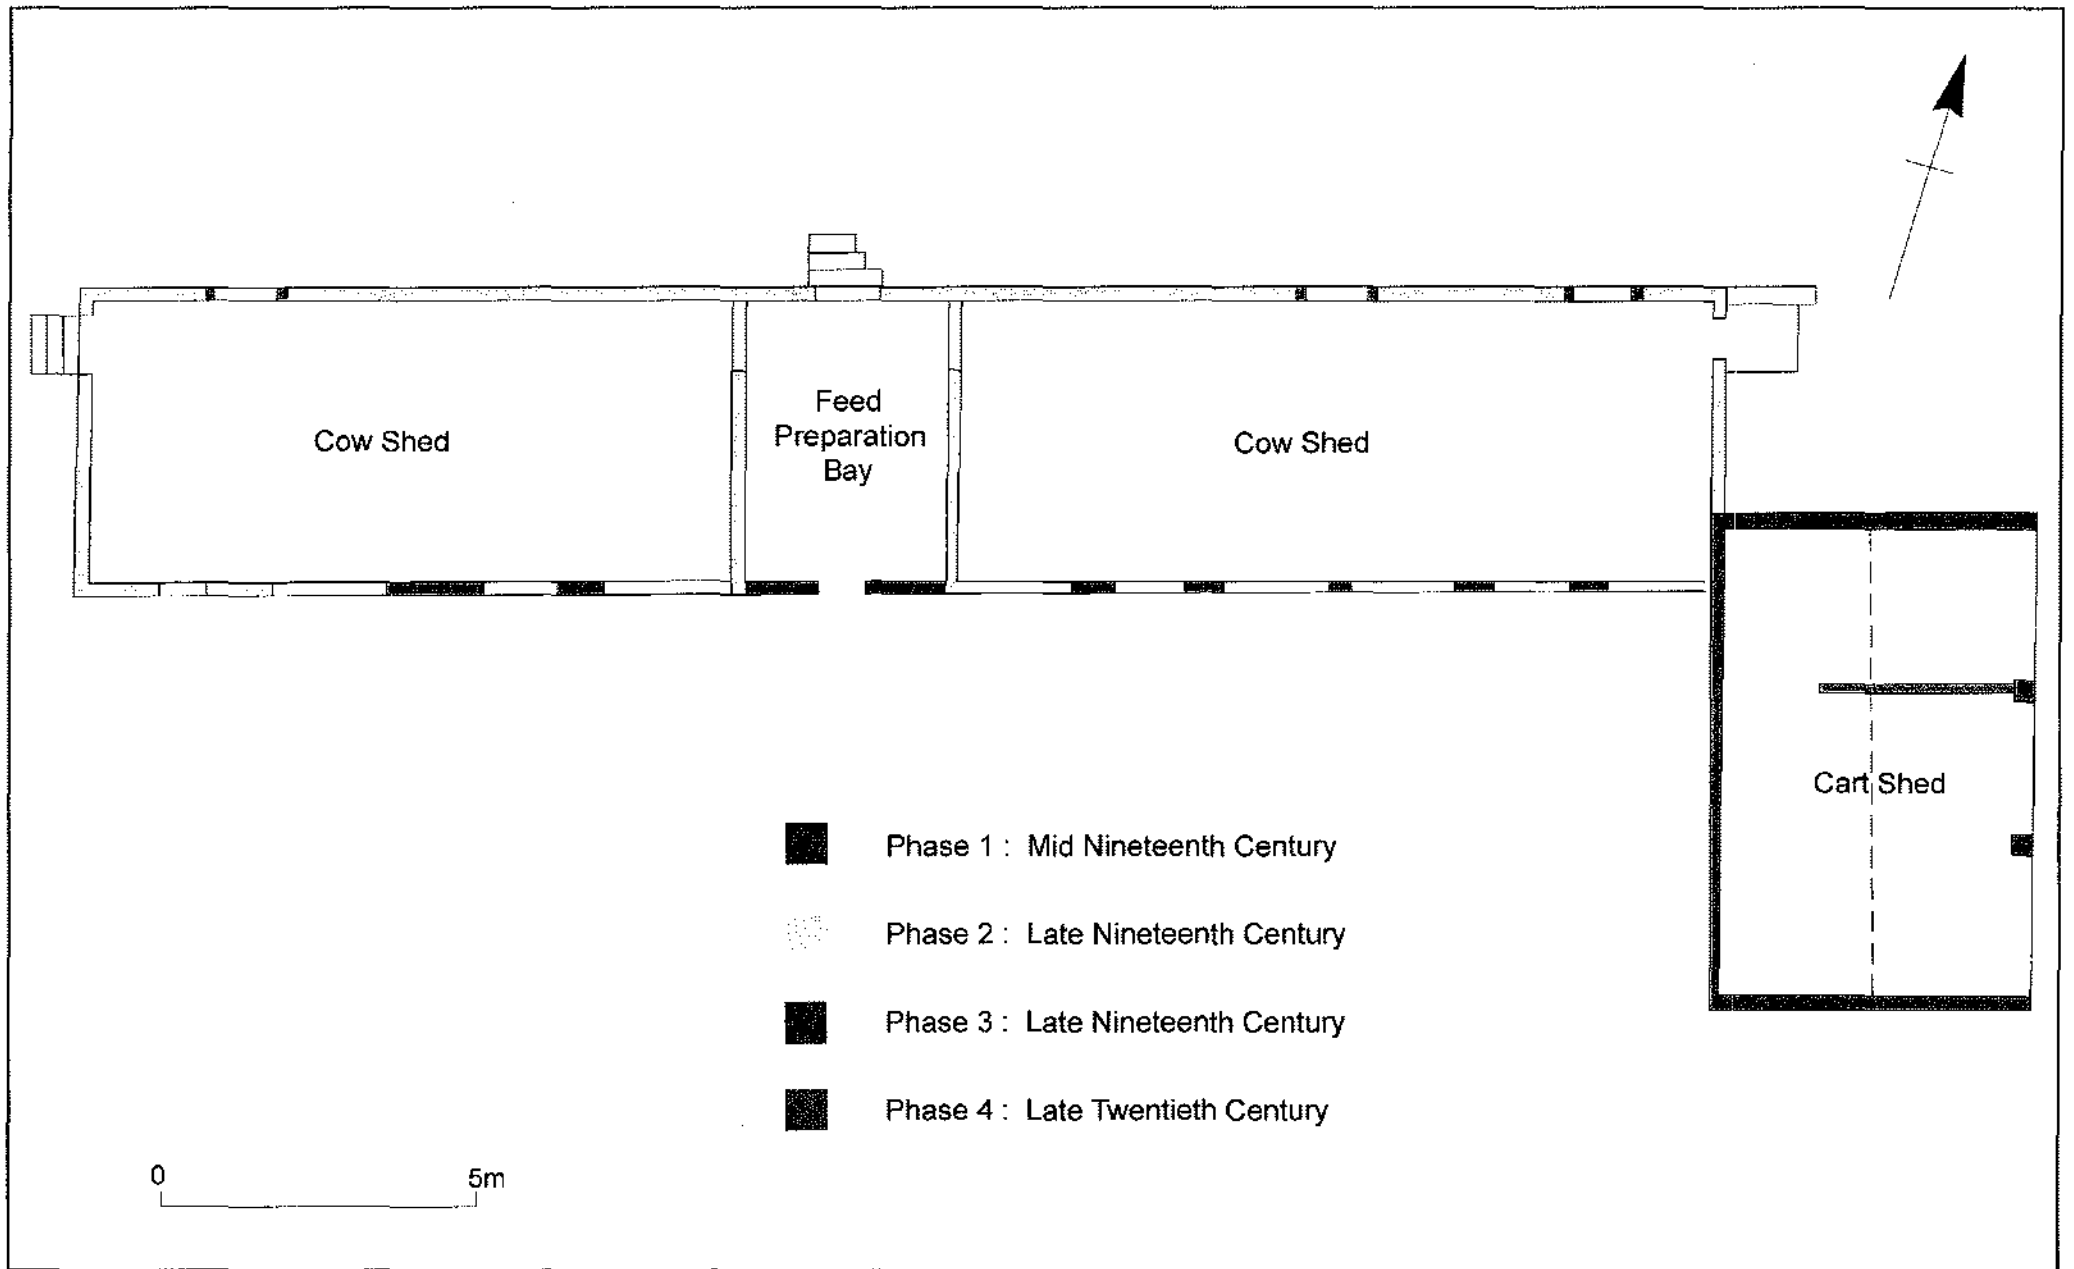 Cow Shed
Feed
Preparation
Bay
Cow Shed
Cart Shed
Phase 1 : Mid Nineteenth Century
Phase 2 : Late Nineteenth Century
Phase 3 : Late Nineteenth Century
Phase 4 : Late Twentieth Century
0 5m